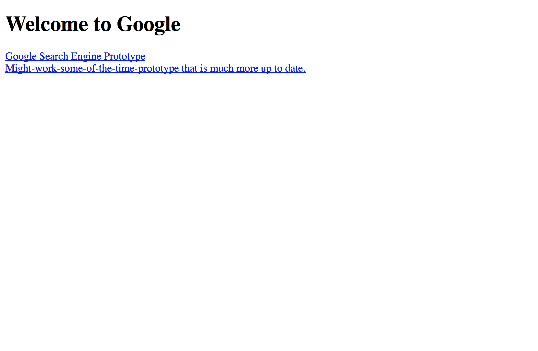 Welcome to Google
Google Search Engine Prototype
Might-work-some-of-the-time-prototype that is much more up to date.